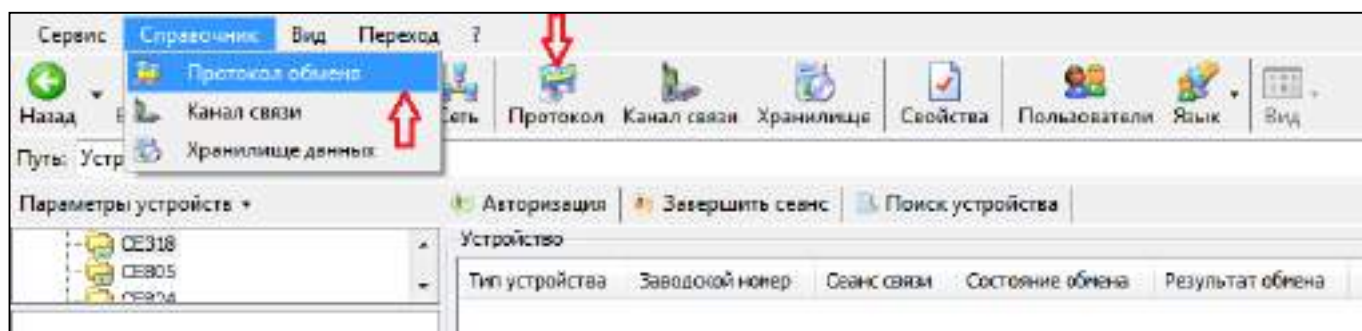 Сервис Справочник Вид Переход ?
Протокол обмена
Канал связи
Хранилище данных
Назад Сеть Протокол Канал связи Хранилище Свойства Пользователи Язык Вид
Путь: Устр
Параметры устройств
Авторизация Завершить сеанс Поиск устройства
CE318
CE805
CE824
Устройство
Тип устройства Заводской номер Сеанс связи Состояние обмена Результат обмена